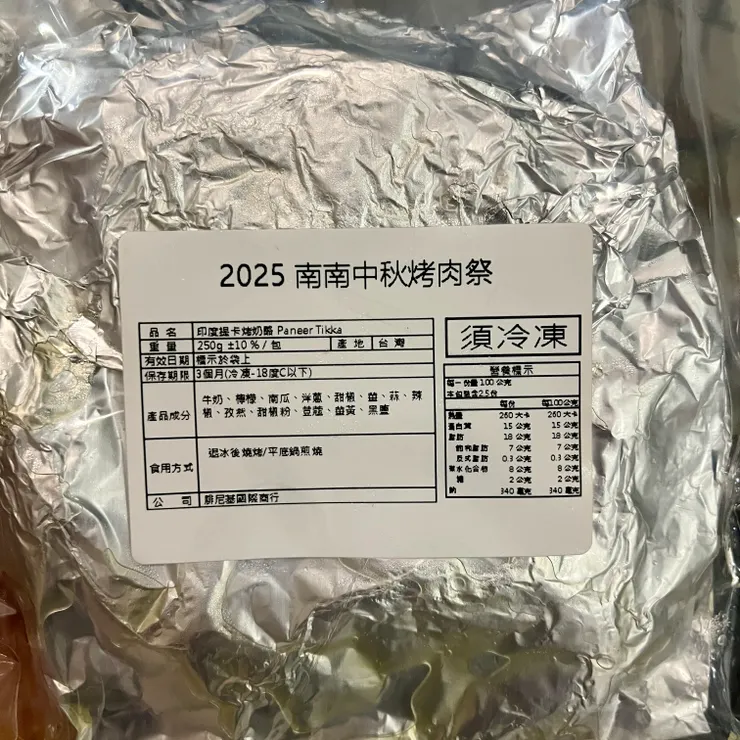 2025 南南中秋烤肉祭
品 名 印度提卡烤奶酪 Paneer Tikka
重 量 250g ±10 % / 包 產 地 台 灣
有效日期 標示於袋上
保存期限 3個月(冷凍-18度C以下)
產品成分 牛奶、檸檬、南瓜、洋蔥、甜椒、薑、蒜、辣
椒、孜然、甜椒粉、荳蔻、薑黃、黑鹽
食用方式 退冰後燒烤/平底鍋煎燒
公 司 腓尼基國際商行
須冷凍
營養標示
每一份量 100 公克
本包裝含2.5份
每份 每100公克
熱量 260 大卡 260 大卡
蛋白質 15 公克 15 公克
脂肪 18 公克 18 公克
飽和脂肪 7 公克 7 公克
反式脂肪 0.3 公克 0.3 公克
碳水化合物 8 公克 8 公克
糖 2 公克 2 公克
鈉 340 毫克 340 毫克